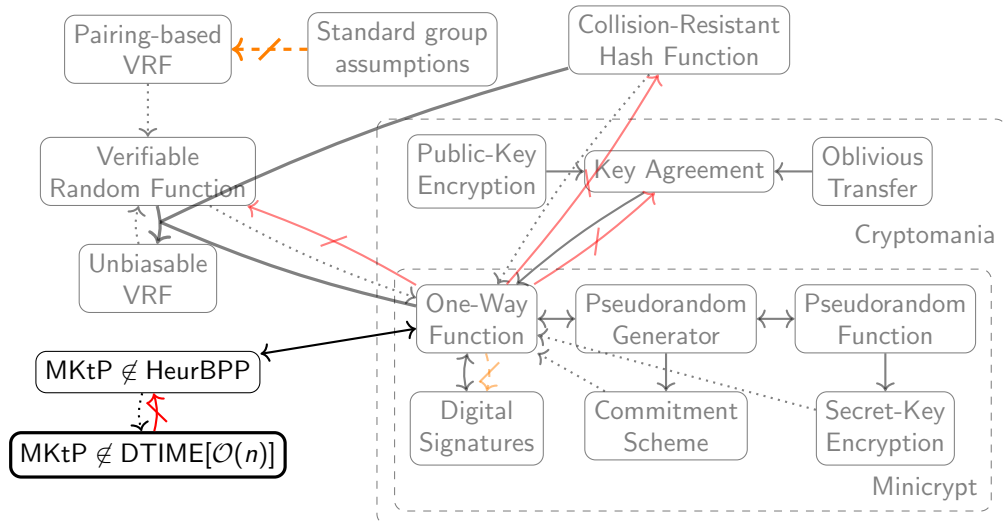 Pairing-based
VRF
Standard group
assumptions
Collision-Resistant
Hash Function
Verifiable
Random Function
Public-Key
Encryption
Key Agreement
Oblivious
Transfer
Cryptomania
Unbiasable
VRF
One-Way
Function
Pseudorandom
Generator
Pseudorandom
Function
MKtP ∉ HeurBPP
Digital
Signatures
Commitment
Scheme
Secret-Key
Encryption
MKtP ∉ DTIME[𝒪(n)]
Minicrypt